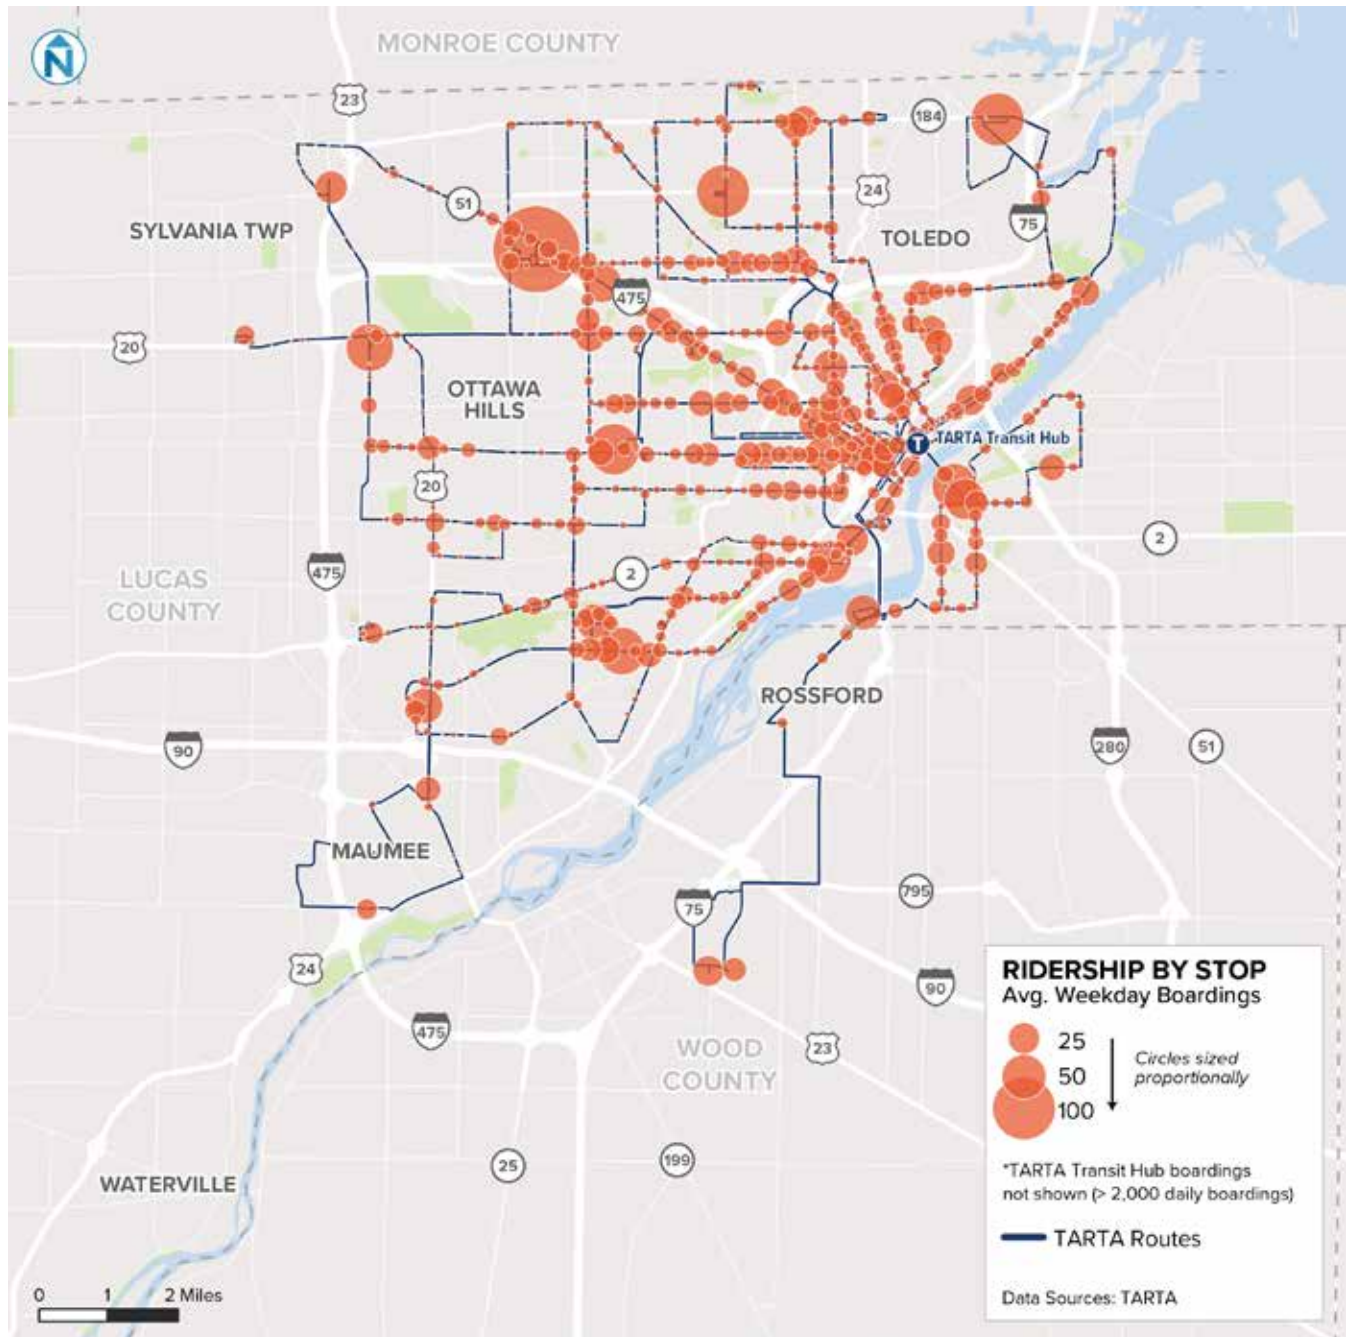 N
MONROE COUNTY
23
184
51
24
SYLVANIA TWP
TOLEDO
75
475
20
OTTAWA
HILLS
T
TARTA Transit Hub
20
2
475
2
LUCAS
COUNTY
ROSSFORD
90
280
51
MAUMEE
795
75
24
90
RIDERSHIP BY STOP
Avg. Weekday Boardings
25
50
100
Circles sized
proportionally
475
WOOD
COUNTY
23
25
199
WATERVILLE
*TARTA Transit Hub boardings
not shown (> 2,000 daily boardings)
TARTA Routes
Data Sources: TARTA
0 1 2 Miles